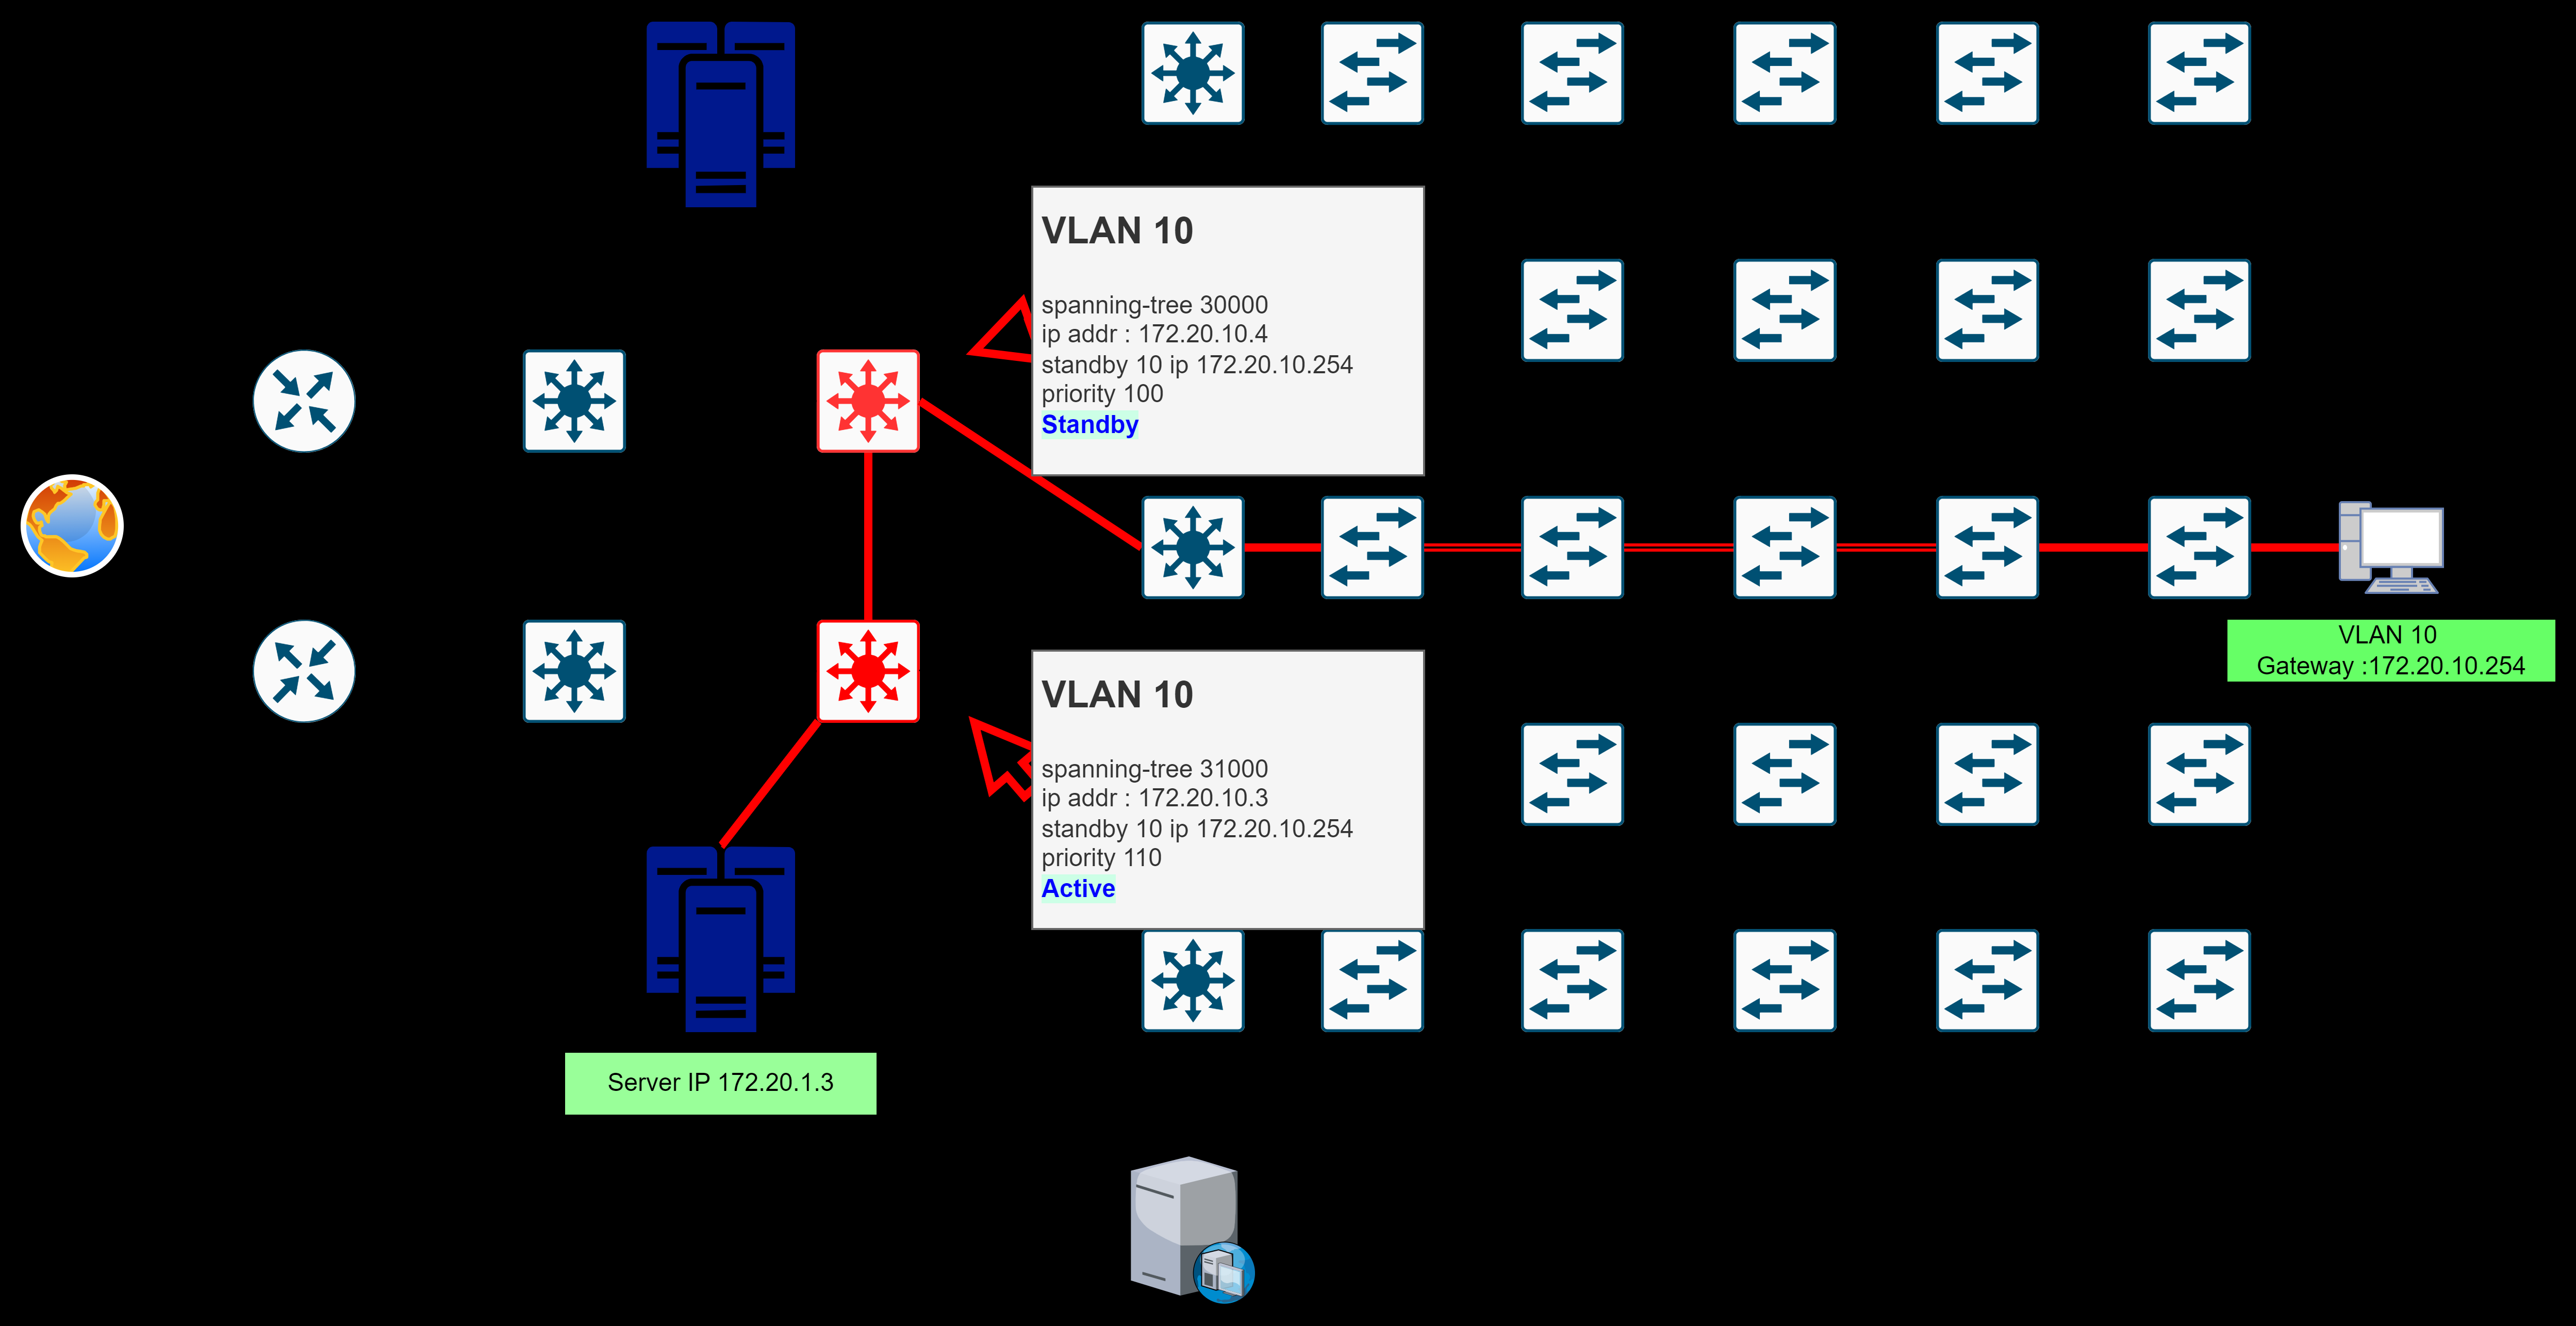 VLAN 10
spanning-tree 30000
ip addr : 172.20.10.4
standby 10 ip 172.20.10.254
priority 100
Standby
VLAN 10
Gateway :172.20.10.254
VLAN 10
spanning-tree 31000
ip addr : 172.20.10.3
standby 10 ip 172.20.10.254
priority 110
Active
Server IP 172.20.1.3